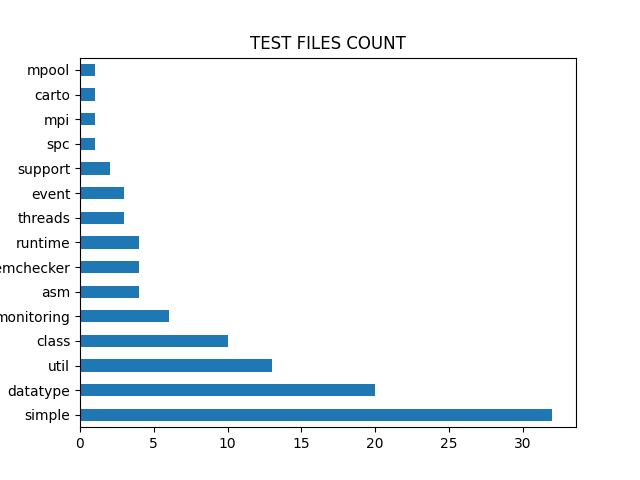 TEST FILES COUNT
mpool
carto
mpi
spc
support
event
threads
runtime
emchecker
asm
monitoring
class
util
datatype
simple
0 5 10 15 20 25 30